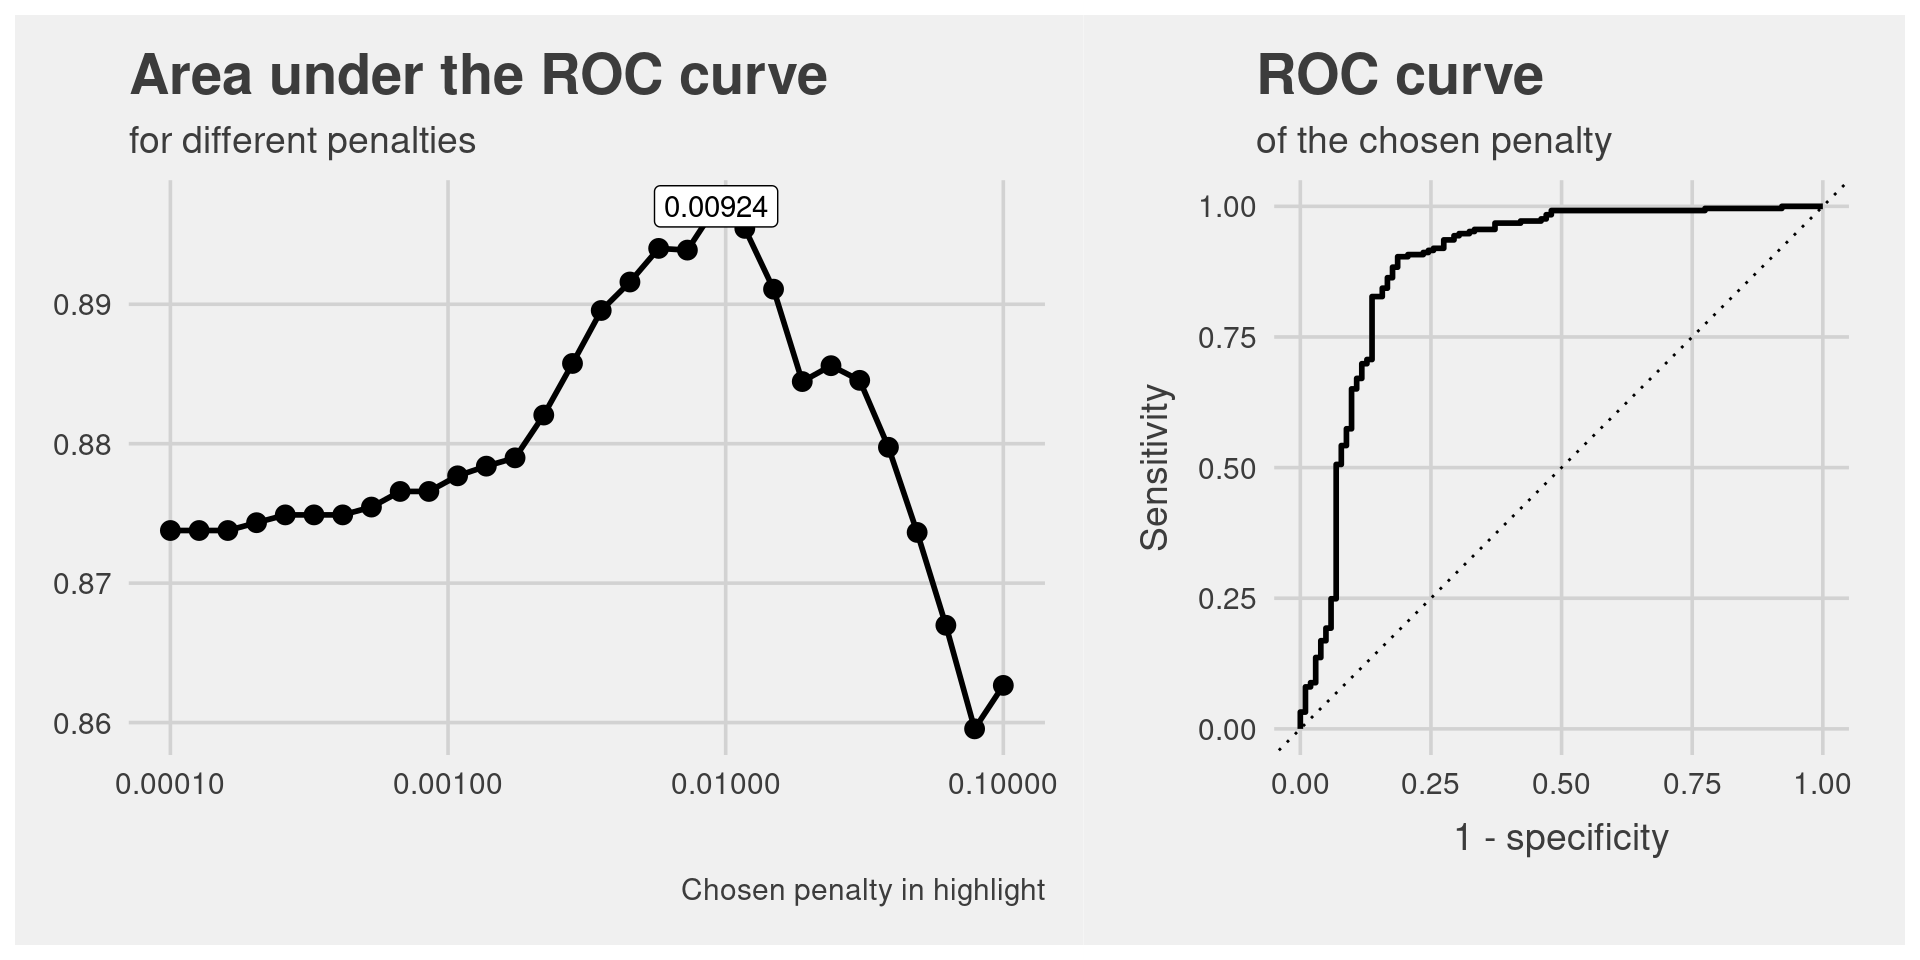 Area under the ROC curve
for different penalties
0.00924
0.89
0.88
0.87
0.86
0.00010 0.00100 0.01000 0.10000
Chosen penalty in highlight
ROC curve
of the chosen penalty
Sensitivity
1.00
0.75
0.50
0.25
0.00
0.00 0.25 0.50 0.75 1.00
1 - specificity